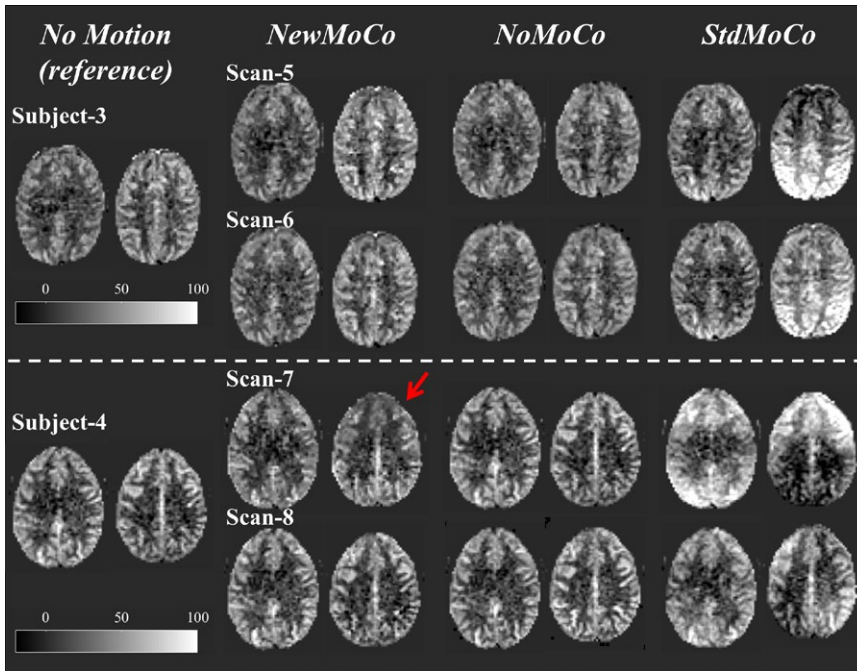 No Motion
(reference)
NewMoCo
NoMoCo
StdMoCo
Scan-5
Subject-3
Scan-6
0 50 100
Scan-7
Subject-4
Scan-8
0 50 100